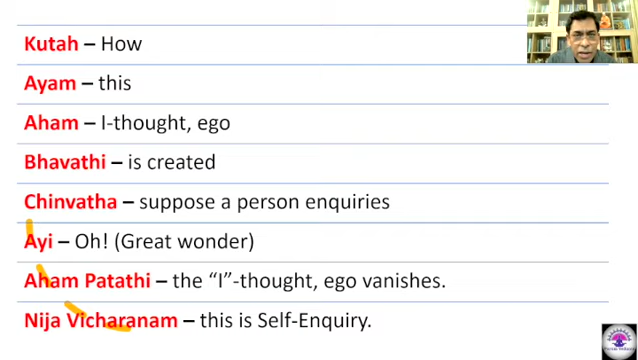 Kutah – How
Ayam – this
Aham – I-thought, ego
Bhavathi – is created
Chinvatha – suppose a person enquiries
Ayi – Oh! (Great wonder)
Aham Patathi – the “I”-thought, ego vanishes.
Nija Vicharanam – this is Self-Enquiry.